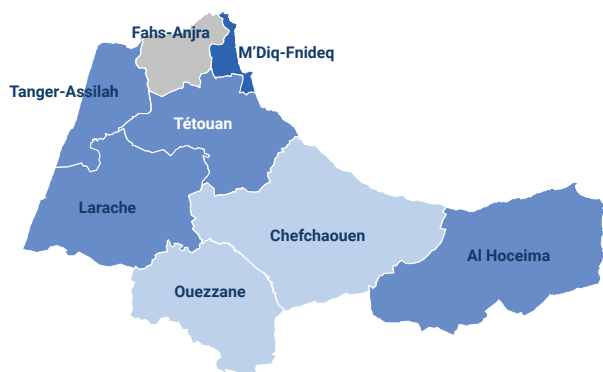 Fahs-Anjra
M'Diq-Fnideq
Tanger-Assilah
Tétouan
Larache
Chefchaouen
Al Hoceima
Ouezzane